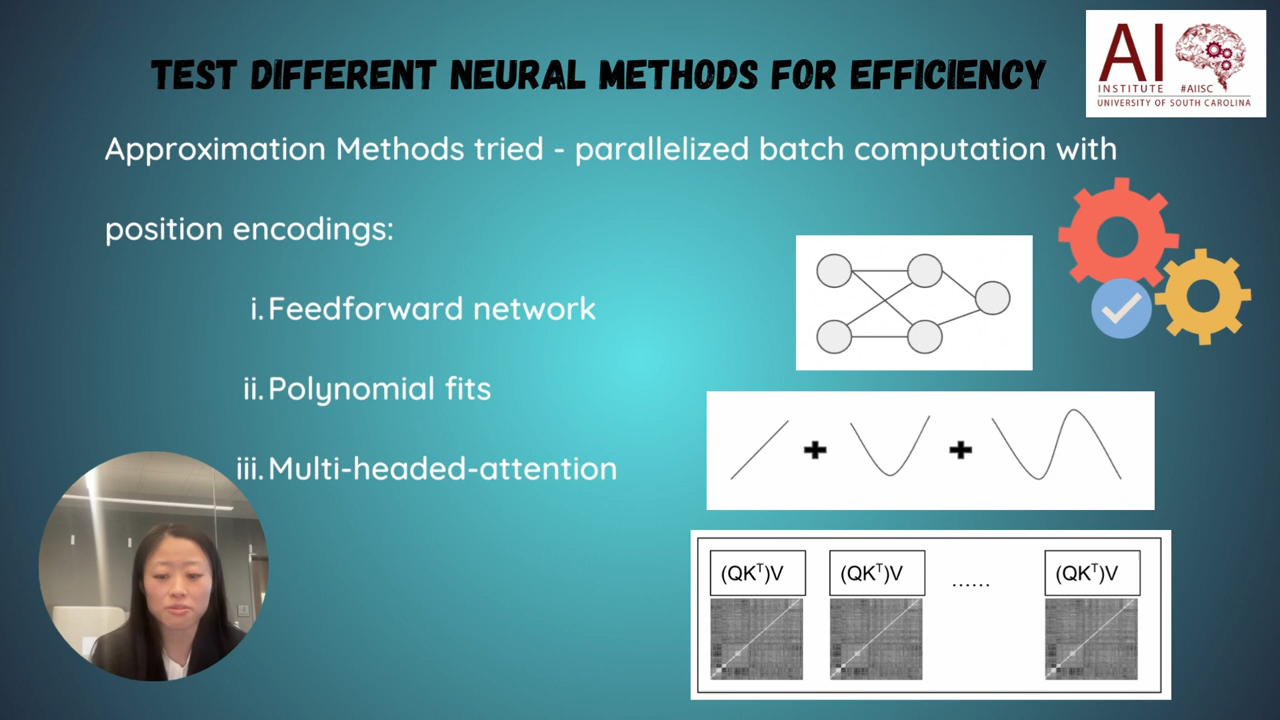 TEST DIFFERENT NEURAL METHODS FOR EFFICIENCY
AI
INSTITUTE #AIISC
UNIVERSITY OF SOUTH CAROLINA
Approximation Methods tried - parallelized batch computation with
position encodings:
i. Feedforward network
ii. Polynomial fits
iii. Multi-headed-attention
(QKᵀ)V (QKᵀ)V ...... (QKᵀ)V